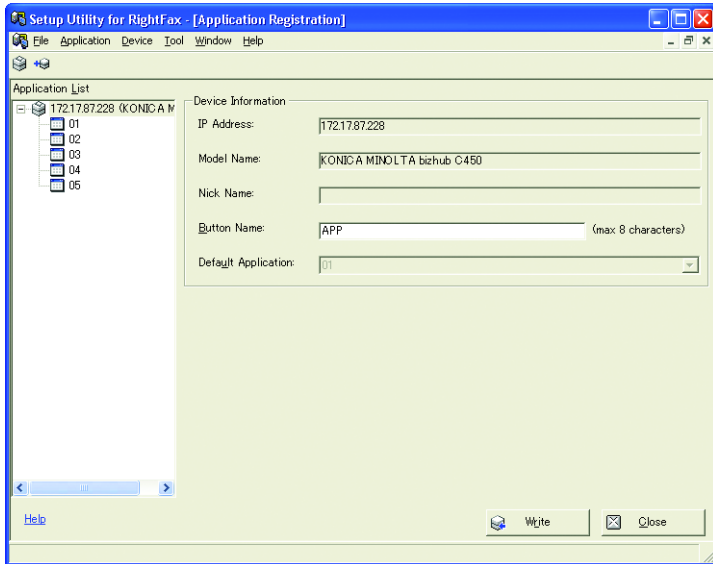 Setup Utility for RightFax - [Application Registration]
File Application Device Tool Window Help
Application List
172.17.87.228 (KONICA M
01
02
03
04
05
Device Information
IP Address: 172.17.87.228
Model Name: KONICA MINOLTA bizhub C450
Nick Name:
Button Name: APP (max 8 characters)
Default Application: 01
Help
Write Close